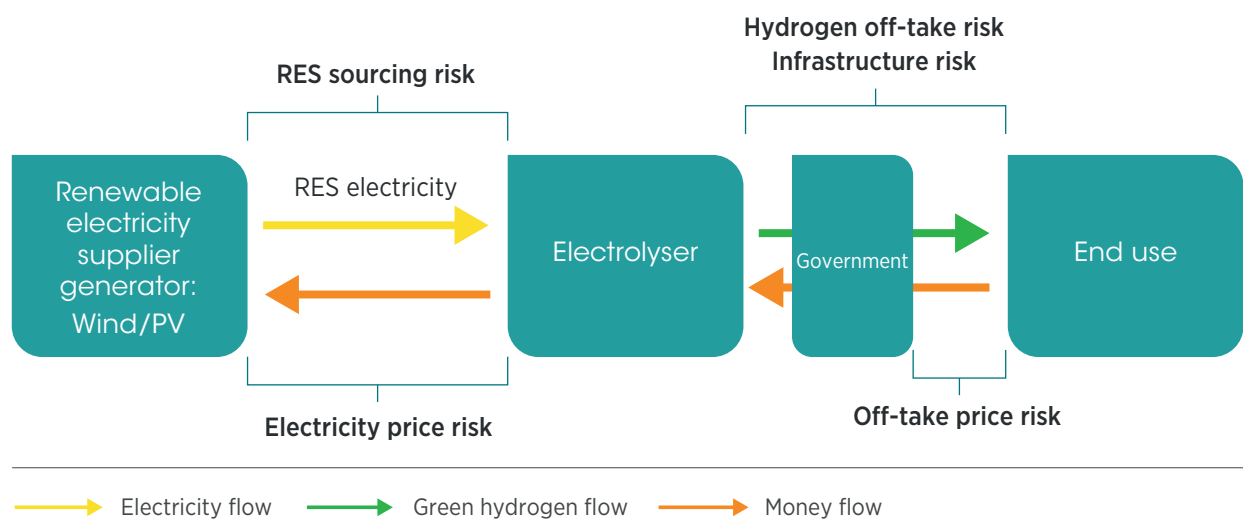 Hydrogen off-take risk
Infrastructure risk
RES sourcing risk
Renewable
electricity
supplier
generator:
Wind/PV
RES electricity
Electrolyser
Government
End use
Electricity price risk
Off-take price risk
Electricity flow
Green hydrogen flow
Money flow